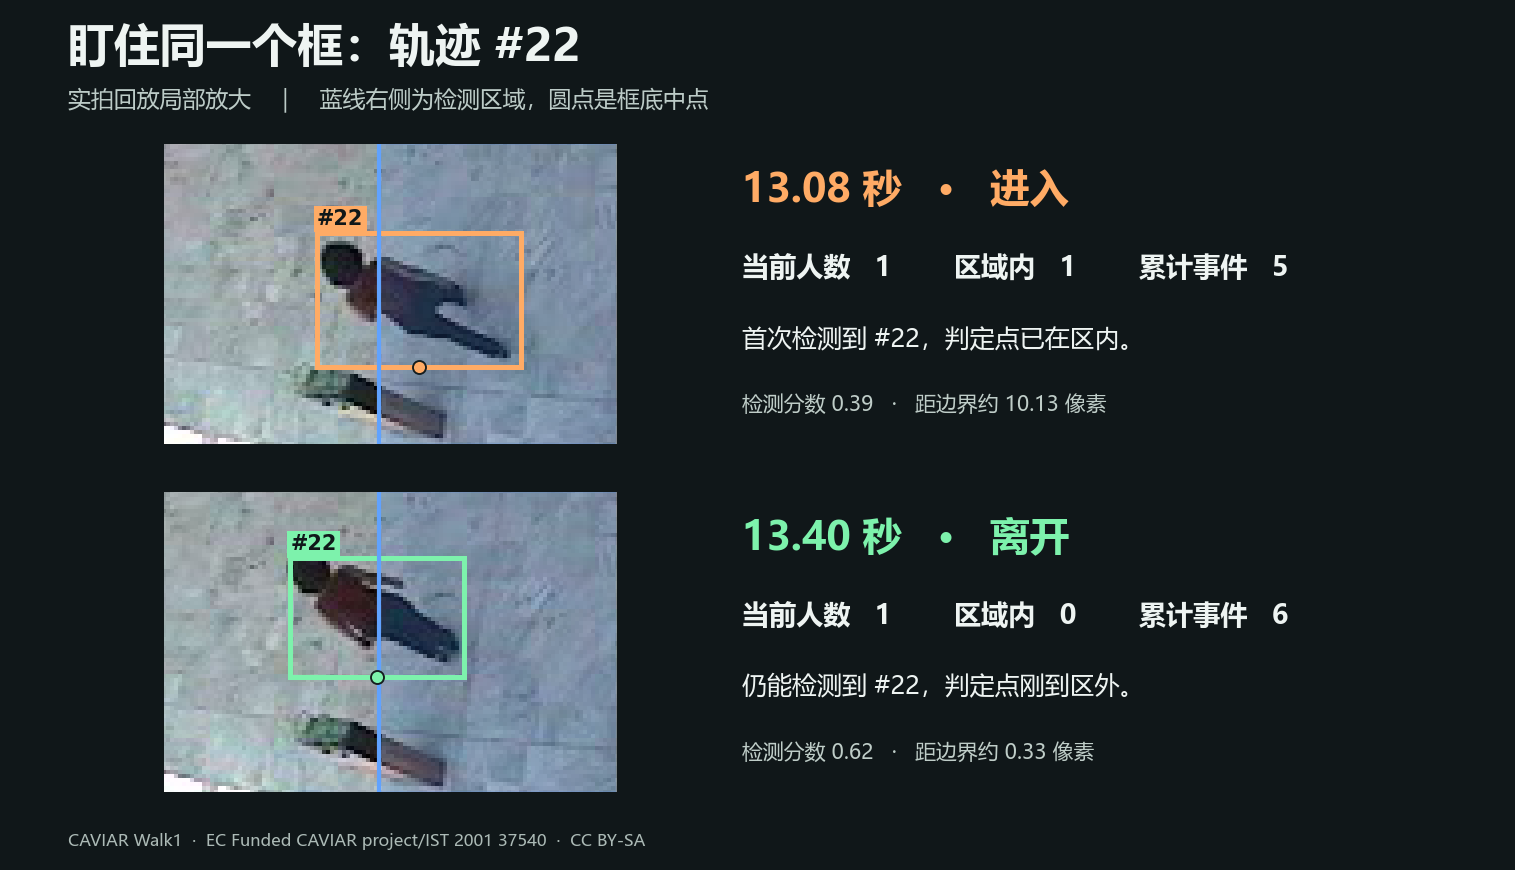 盯住同一个框：轨迹 #22
实拍回放局部放大 | 蓝线右侧为检测区域，圆点是框底中点
#22
13.08 秒 · 进入
当前人数 1 区域内 1 累计事件 5
首次检测到 #22，判定点已在区内。
检测分数 0.39 · 距边界约 10.13 像素
#22
13.40 秒 · 离开
当前人数 1 区域内 0 累计事件 6
仍能检测到 #22，判定点刚到区外。
检测分数 0.62 · 距边界约 0.33 像素
CAVIAR Walk1 · EC Funded CAVIAR project/IST 2001 37540 · CC BY-SA